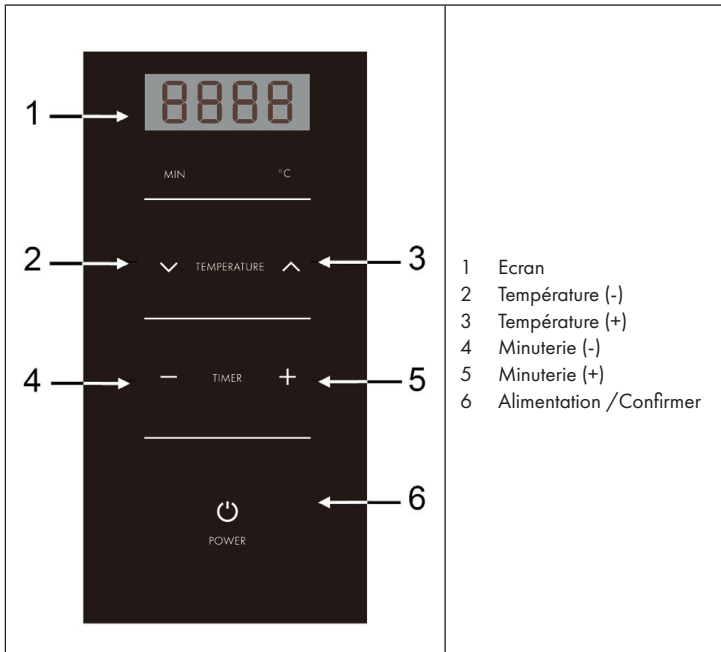 1
8888
MIN °C
2
TEMPERATURE
3
4
− TIMER +
5
6
POWER
1 Ecran
2 Température (-)
3 Température (+)
4 Minuterie (-)
5 Minuterie (+)
6 Alimentation /Confirmer